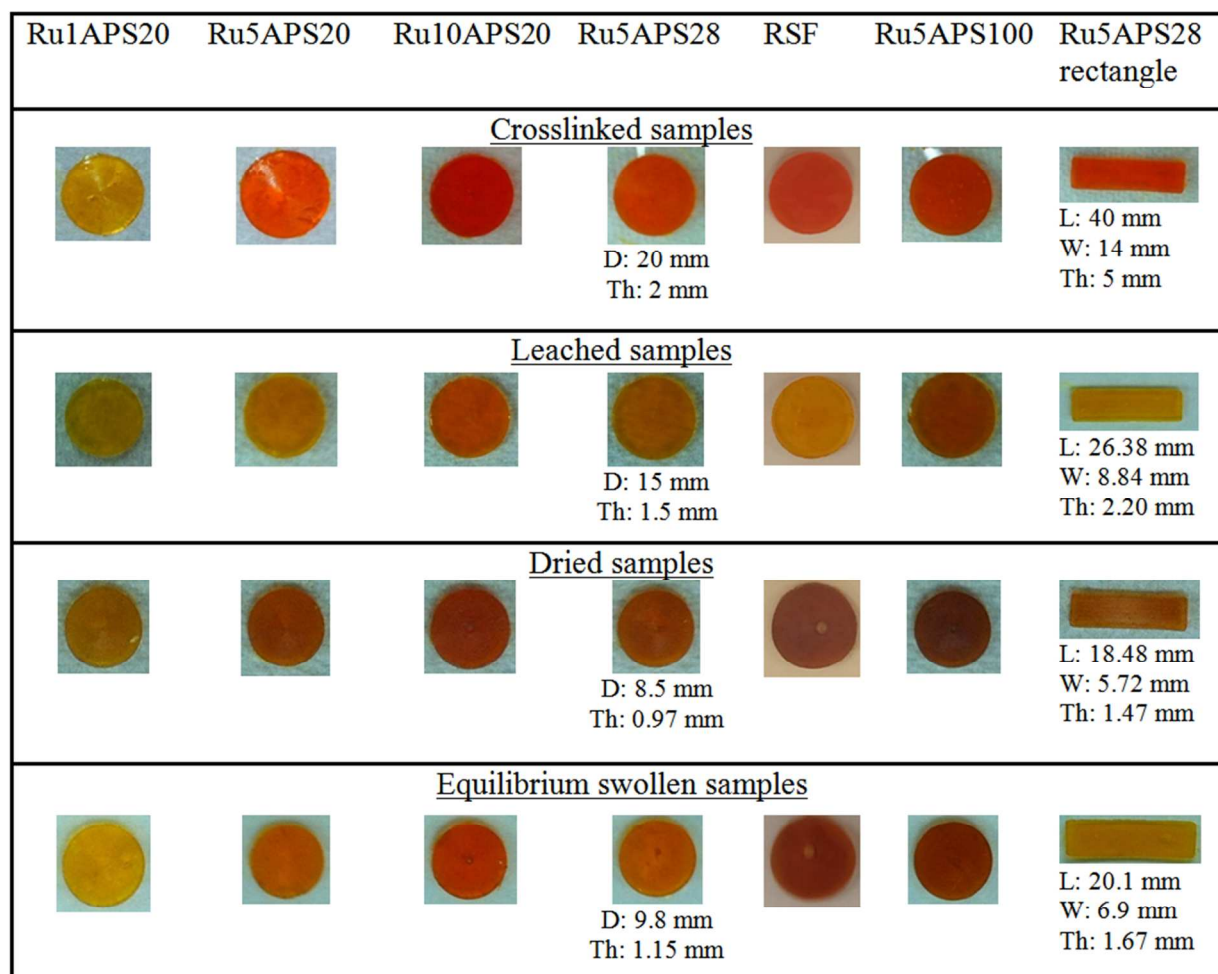 Ru1APS20 Ru5APS20 Ru10APS20 Ru5APS28 RSF Ru5APS100 Ru5APS28
rectangle
Crosslinked samples
D: 20 mm
Th: 2 mm
L: 40 mm
W: 14 mm
Th: 5 mm
Leached samples
D: 15 mm
Th: 1.5 mm
L: 26.38 mm
W: 8.84 mm
Th: 2.20 mm
Dried samples
D: 8.5 mm
Th: 0.97 mm
L: 18.48 mm
W: 5.72 mm
Th: 1.47 mm
Equilibrium swollen samples
D: 9.8 mm
Th: 1.15 mm
L: 20.1 mm
W: 6.9 mm
Th: 1.67 mm